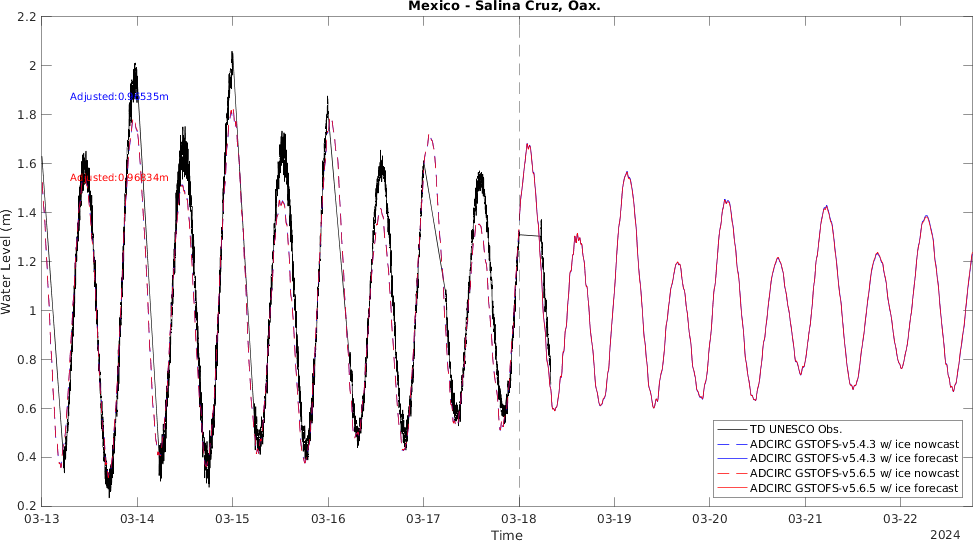 Mexico - Salina Cruz, Oax.
2.2
2
1.8
1.6
1.4
1.2
1
0.8
0.6
0.4
0.2
Water Level (m)
Adjusted:
Adjusted:0.96834m
TD UNESCO Obs.
ADCIRC GSTOFS-v5.4.3 w/ ice nowcast
ADCIRC GSTOFS-v5.4.3 w/ ice forecast
ADCIRC GSTOFS-v5.6.5 w/ ice nowcast
ADCIRC GSTOFS-v5.6.5 w/ ice forecast
03-13 03-14 03-15 03-16 03-17 03-18 03-19 03-20 03-21 03-22
Time
2024